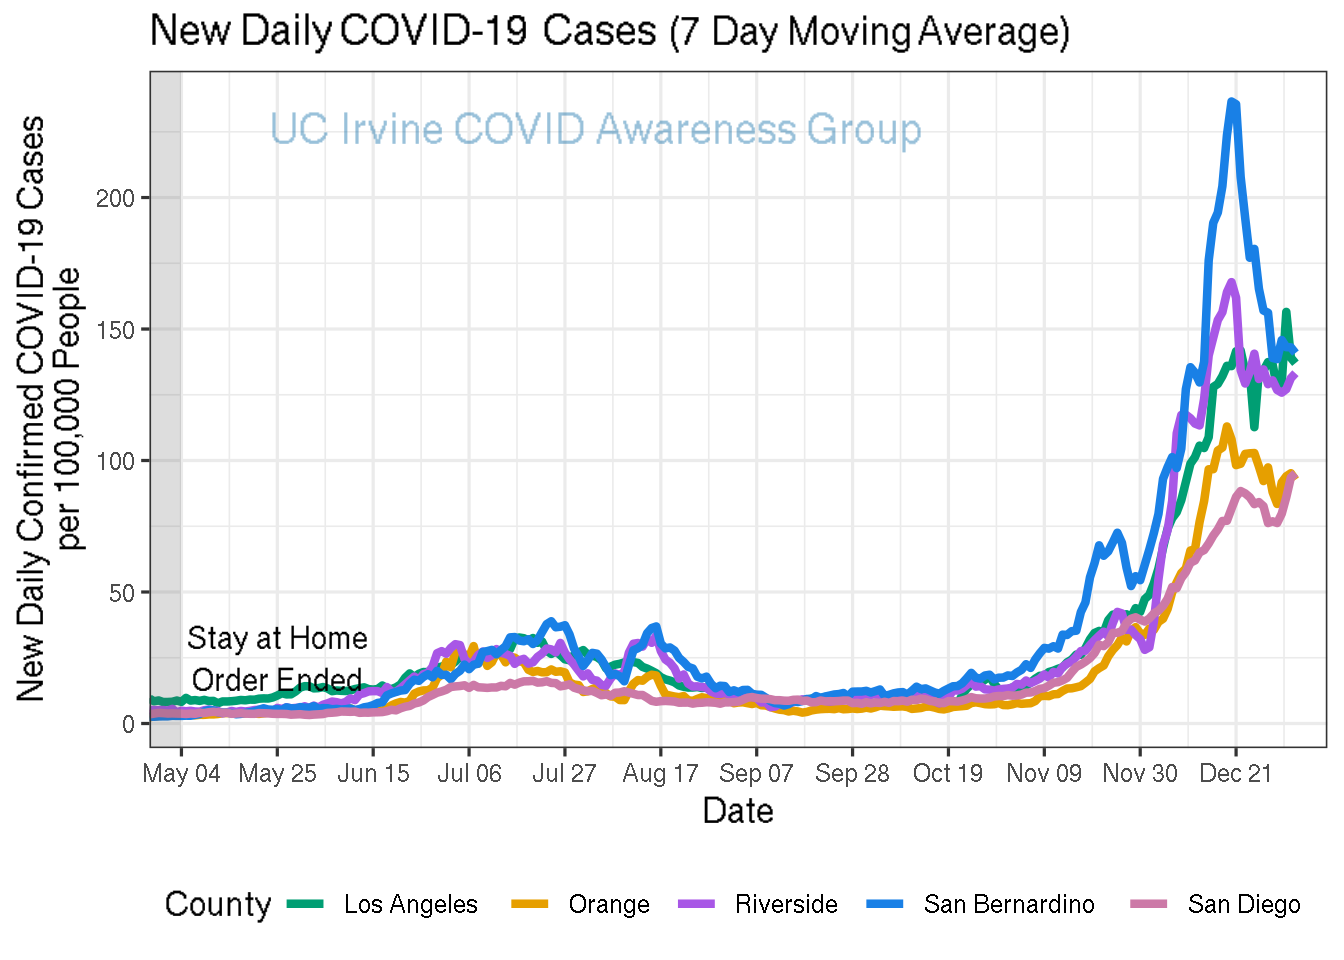 New Daily COVID-19 Cases (7 Day Moving Average)
UC Irvine COVID Awareness Group
New Daily Confirmed COVID-19 Cases
per 100,000 People
200
150
100
50
0
Stay at Home
Order Ended
May 04 May 25 Jun 15 Jul 06 Jul 27 Aug 17 Sep 07 Sep 28 Oct 19 Nov 09 Nov 30 Dec 21
Date
County Los Angeles Orange Riverside San Bernardino San Diego